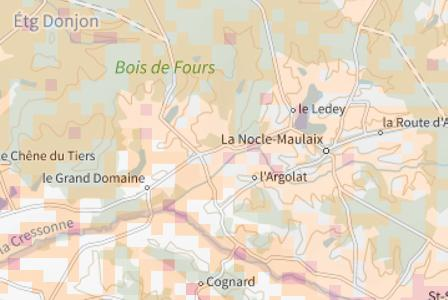 Étg Donjon
Bois de Fours
le Ledey
la Route d'A
La Nocle-Maulaix
e Chêne du Tiers
le Grand Domaine
l'Argolat
la Cressonne
Cognard
St-